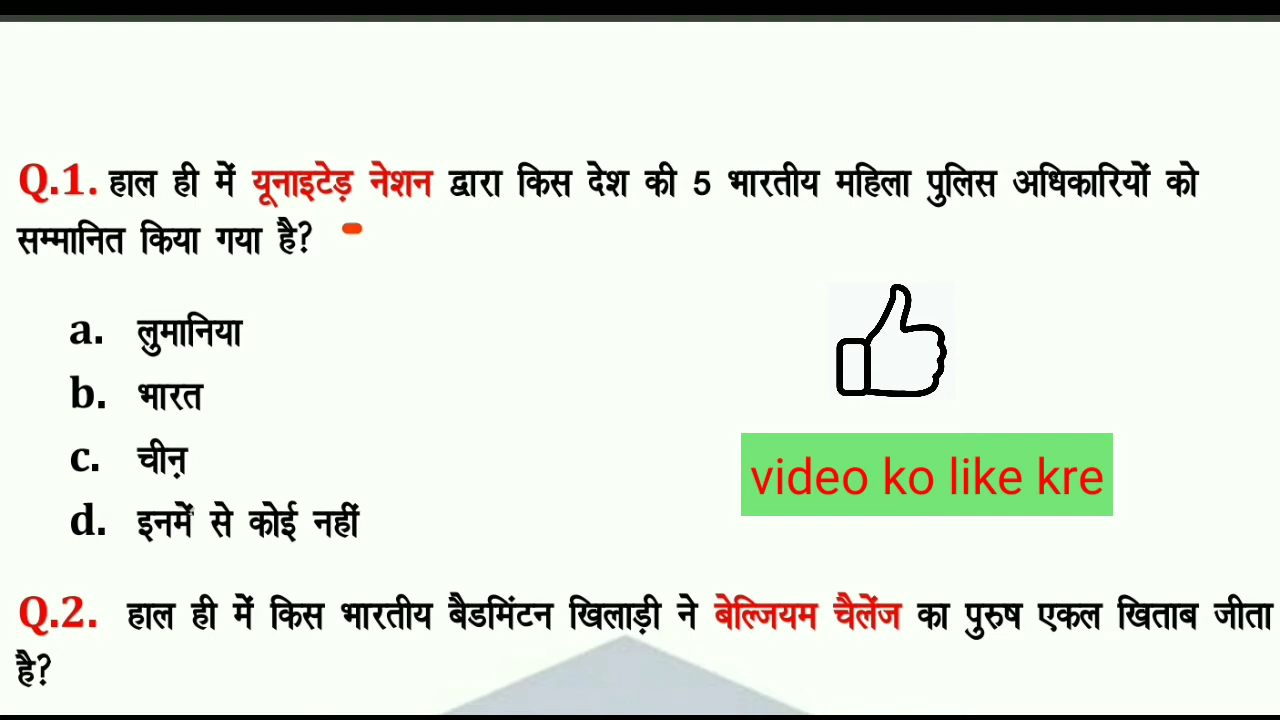 Q.1. हाल ही में यूनाइटेड़ नेशन द्वारा किस देश की 5 भारतीय महिला पुलिस अधिकारियों को
सम्मानित किया गया है?
a. लुमानिया
b. भारत
c. चीऩ
d. इनमें से कोई नहीं
video ko like kre
Q.2. हाल ही में किस भारतीय बैडमिंटन खिलाड़ी ने बेल्जियम चैलेंज का पुरुष एकल खिताब जीता
है?